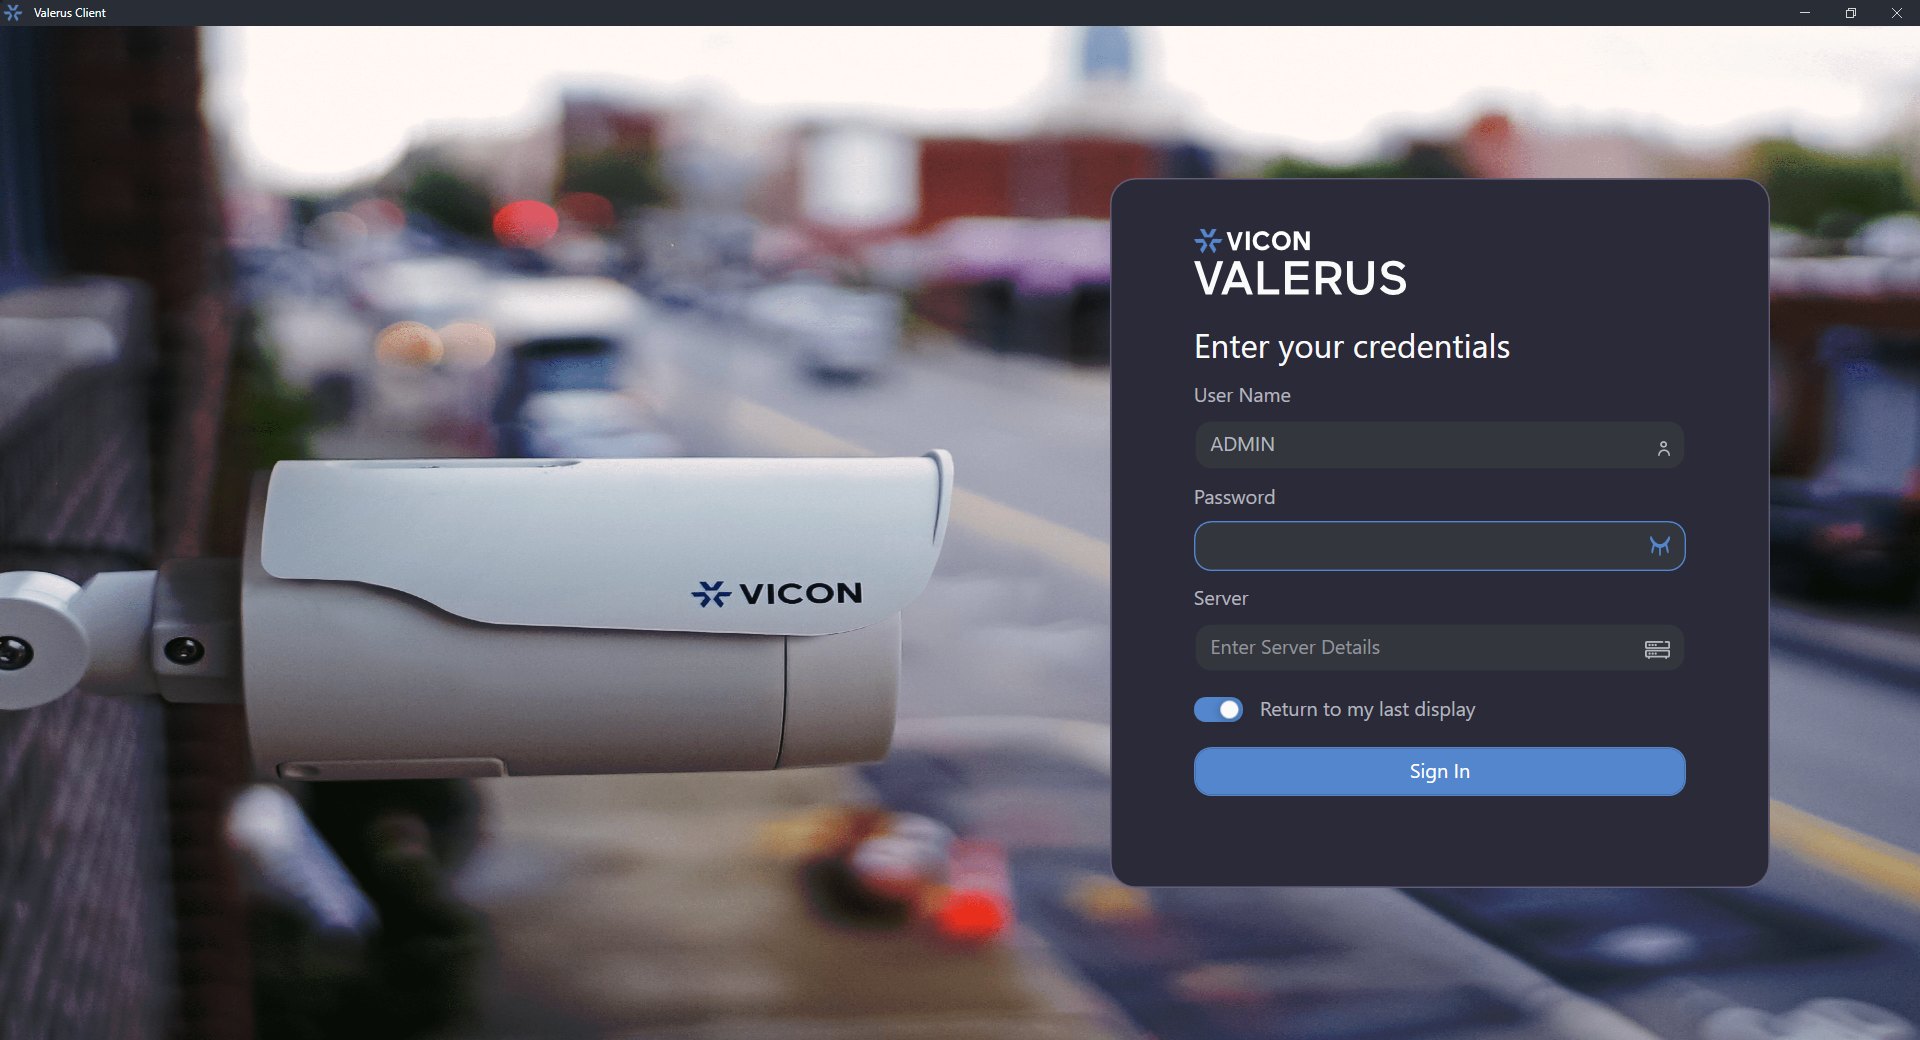 Valerus Client
VICON
VALERUS
Enter your credentials
User Name
ADMIN
Password
Server
Enter Server Details
Return to my last display
Sign In
VICON